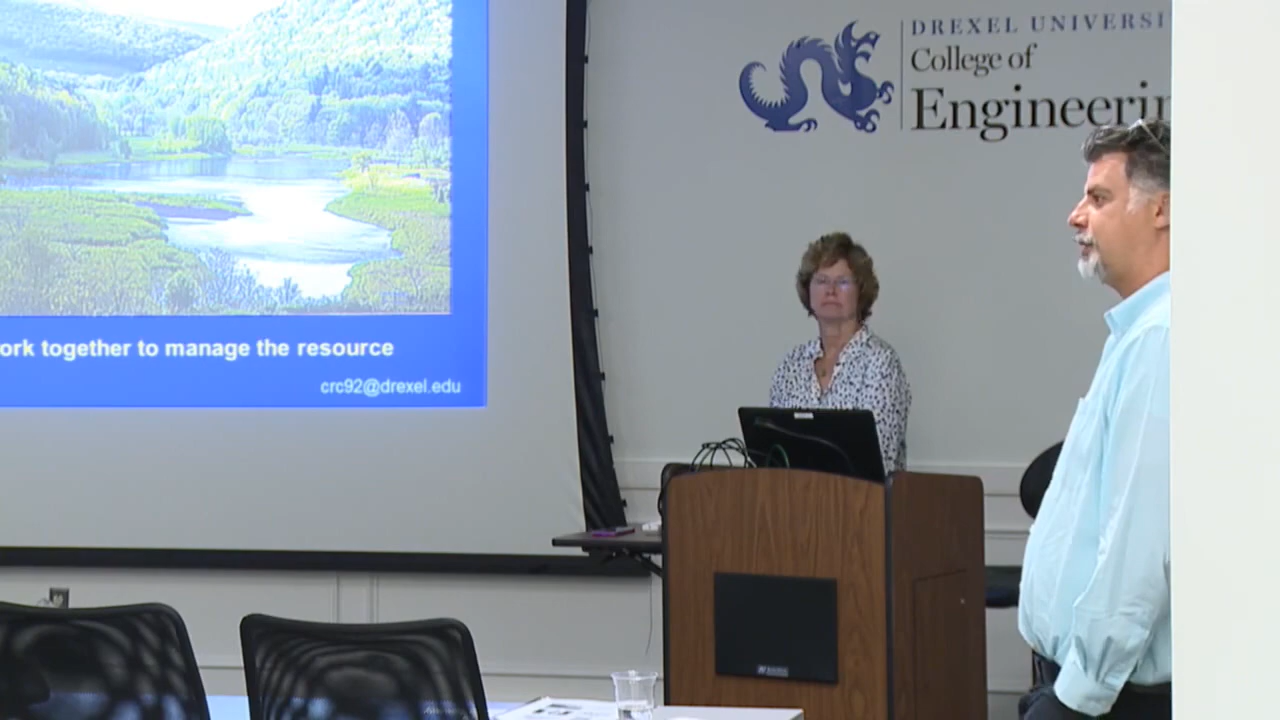 DREXEL UNIVERSI
College of
Engineerin
ork together to manage the resource
crc92@drexel.edu